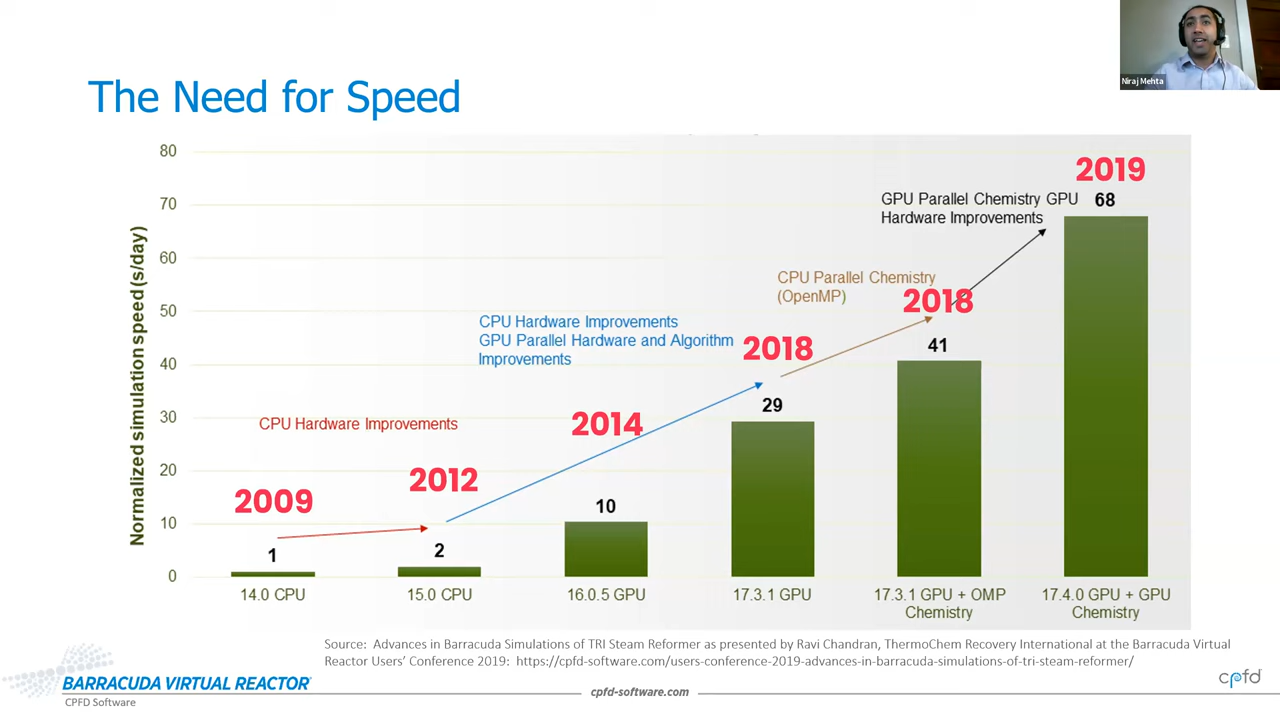 Niraj Mehta
The Need for Speed
Normalized simulation speed (s/day)
80
70
60
50
40
30
20
10
0
2009
2012
2014
2018
2018
2019
1
2
10
29
41
68
CPU Hardware Improvements
CPU Hardware Improvements
GPU Parallel Hardware and Algorithm
Improvements
CPU Parallel Chemistry
(OpenMP)
GPU Parallel Chemistry GPU
Hardware Improvements
14.0 CPU
15.0 CPU
16.0.5 GPU
17.3.1 GPU
17.3.1 GPU + OMP
Chemistry
17.4.0 GPU + GPU
Chemistry
Source: Advances in Barracuda Simulations of TRI Steam Reformer as presented by Ravi Chandran, ThermoChem Recovery International at the Barracuda Virtual
Reactor Users' Conference 2019: https://cpfd-software.com/users-conference-2019-advances-in-barracuda-simulations-of-tri-steam-reformer/
BARRACUDA VIRTUAL REACTOR
CPFD Software
cpfd-software.com
cpfd